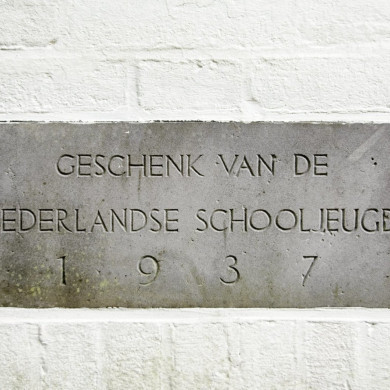 GESCHENK VAN DE
EDERLANDSE SCHOOLJEUG
1937